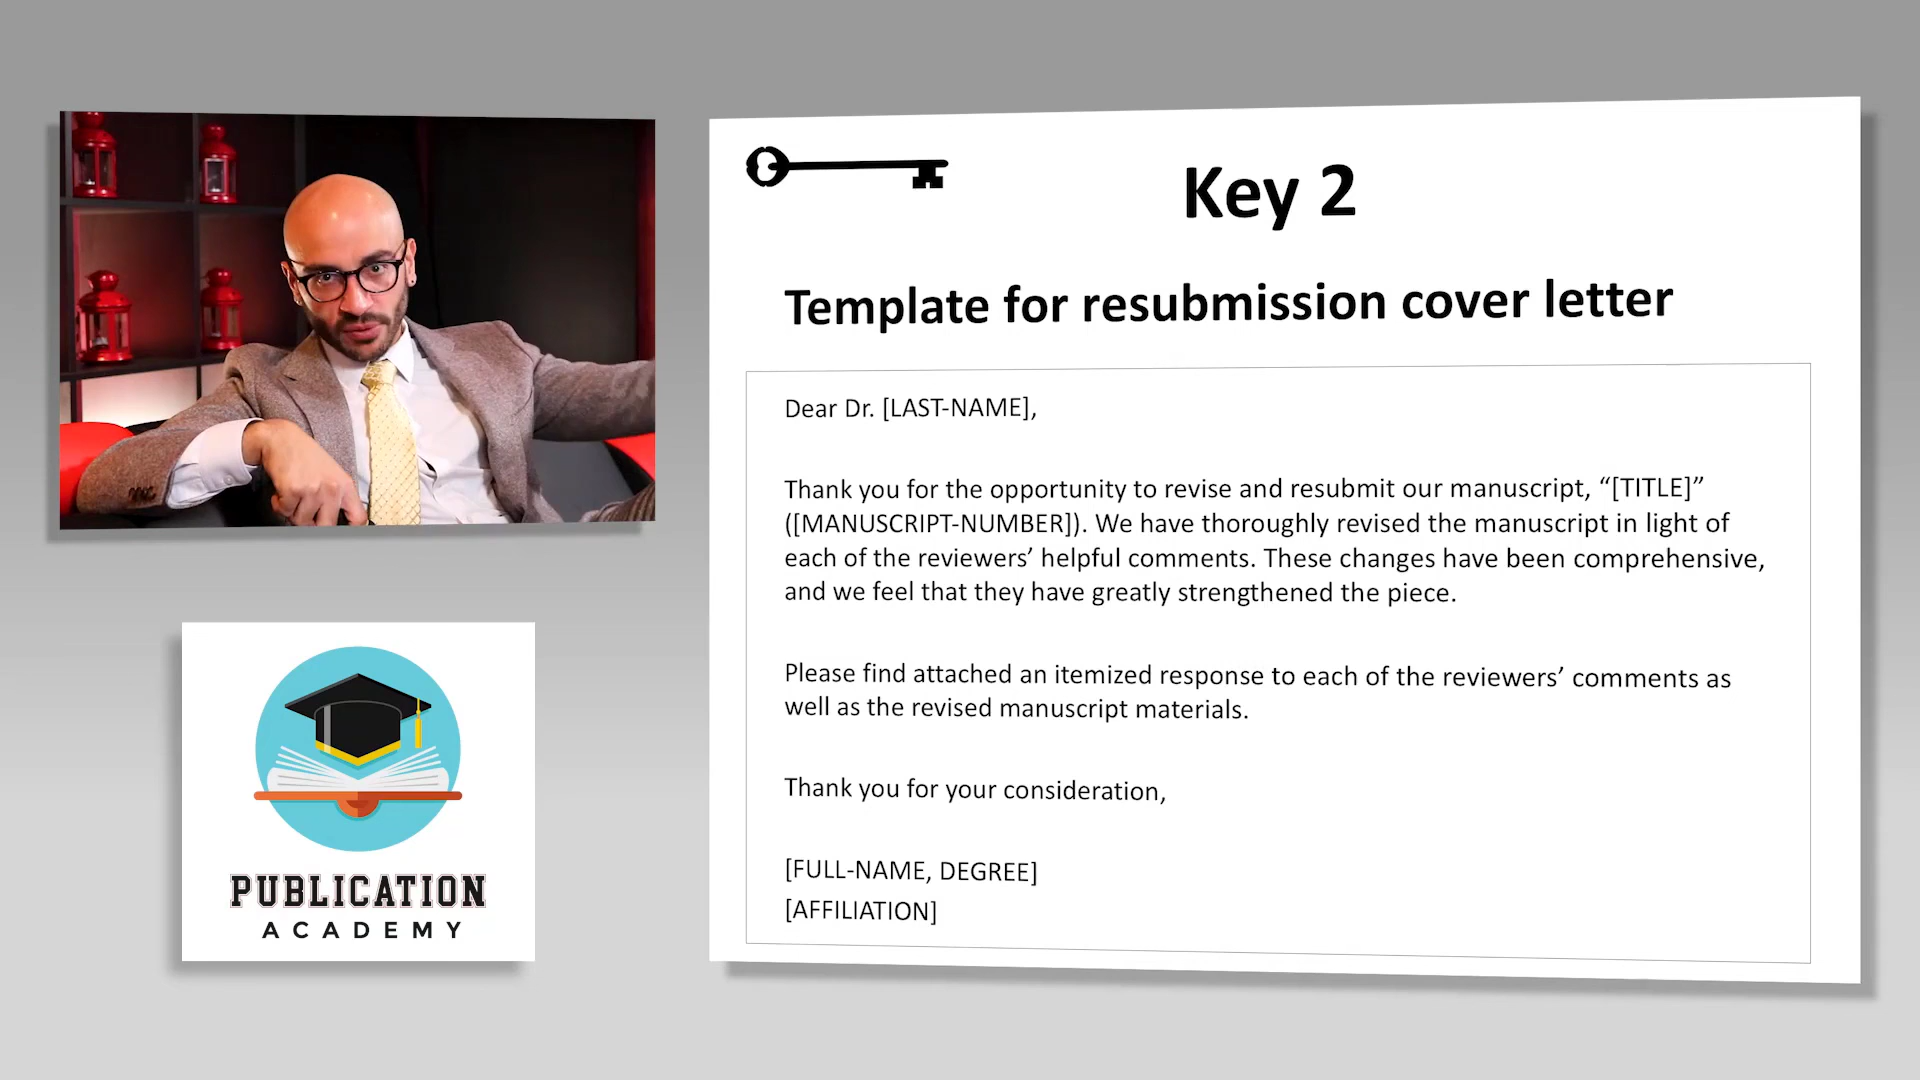 Key 2
Template for resubmission cover letter
Dear Dr. [LAST-NAME],
Thank you for the opportunity to revise and resubmit our manuscript, “[TITLE]”
([MANUSCRIPT-NUMBER]). We have thoroughly revised the manuscript in light of
each of the reviewers’ helpful comments. These changes have been comprehensive,
and we feel that they have greatly strengthened the piece.
Please find attached an itemized response to each of the reviewers’ comments as
well as the revised manuscript materials.
Thank you for your consideration,
[FULL-NAME, DEGREE]
[AFFILIATION]
PUBLICATION
ACADEMY